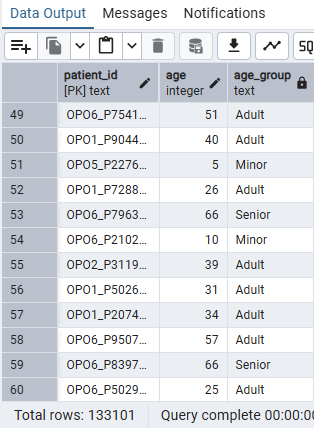 Data Output Messages Notifications
SQ
patient_id age age_group
[PK] text integer text
49 OPO6_P7541... 51 Adult
50 OPO1_P9044... 40 Adult
51 OPO5_P2276... 5 Minor
52 OPO1_P7288... 26 Adult
53 OPO6_P7963... 66 Senior
54 OPO6_P2102... 10 Minor
55 OPO2_P3119... 39 Adult
56 OPO1_P5026... 31 Adult
57 OPO1_P2074... 34 Adult
58 OPO6_P9507... 57 Adult
59 OPO6_P8397... 66 Senior
60 OPO6_P5029... 25 Adult
Total rows: 133101 Query complete 00:00:0